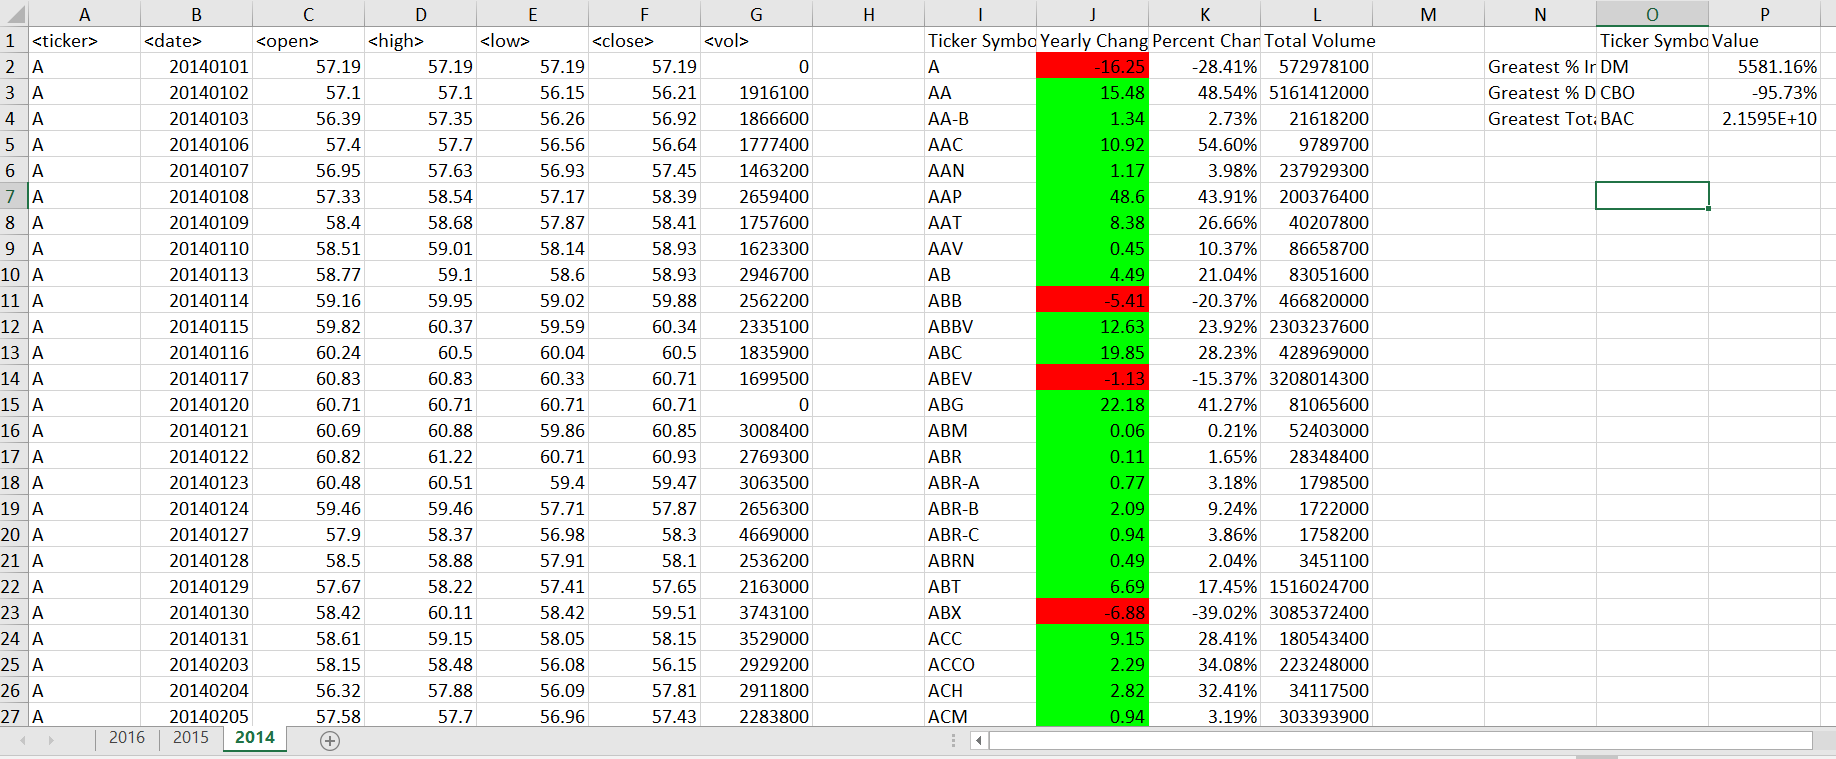 A B C D E F G H I J K L M N O P
1 <ticker> <date> <open> <high> <low> <close> <vol> Ticker Symbo Yearly Chang Percent Char Total Volume Ticker Symbo Value
2 A 20140101 57.19 57.19 57.19 57.19 0 A -16.25 -28.41% 572978100 Greatest % Ir DM 5581.16%
3 A 20140102 57.1 57.1 56.15 56.21 1916100 AA 15.48 48.54% 5161412000 Greatest % D CBO -95.73%
4 A 20140103 56.39 57.35 56.26 56.92 1866600 AA-B 1.34 2.73% 21618200 Greatest Tota BAC 2.1595E+10
5 A 20140106 57.4 57.7 56.56 56.64 1777400 AAC 10.92 54.60% 9789700
6 A 20140107 56.95 57.63 56.93 57.45 1463200 AAN 1.17 3.98% 237929300
7 A 20140108 57.33 58.54 57.17 58.39 2659400 AAP 48.6 43.91% 200376400
8 A 20140109 58.4 58.68 57.87 58.41 1757600 AAT 8.38 26.66% 40207800
9 A 20140110 58.51 59.01 58.14 58.93 1623300 AAV 0.45 10.37% 86658700
10 A 20140113 58.77 59.1 58.6 58.93 2946700 AB 4.49 21.04% 83051600
11 A 20140114 59.16 59.95 59.02 59.88 2562200 ABB -5.41 -20.37% 466820000
12 A 20140115 59.82 60.37 59.59 60.34 2335100 ABBV 12.63 23.92% 2303237600
13 A 20140116 60.24 60.5 60.04 60.5 1835900 ABC 19.85 28.23% 428969000
14 A 20140117 60.83 60.83 60.33 60.71 1699500 ABEV -1.13 -15.37% 3208014300
15 A 20140120 60.71 60.71 60.71 60.71 0 ABG 22.18 41.27% 81065600
16 A 20140121 60.69 60.88 59.86 60.85 3008400 ABM 0.06 0.21% 52403000
17 A 20140122 60.82 61.22 60.71 60.93 2769300 ABR 0.11 1.65% 28348400
18 A 20140123 60.48 60.51 59.4 59.47 3063500 ABR-A 0.77 3.18% 1798500
19 A 20140124 59.46 59.46 57.71 57.87 2656300 ABR-B 2.09 9.24% 1722000
20 A 20140127 57.9 58.37 56.98 58.3 4669000 ABR-C 0.94 3.86% 1758200
21 A 20140128 58.5 58.88 57.91 58.1 2536200 ABRN 0.49 2.04% 3451100
22 A 20140129 57.67 58.22 57.41 57.65 2163000 ABT 6.69 17.45% 1516024700
23 A 20140130 58.42 60.11 58.42 59.51 3743100 ABX -6.88 -39.02% 3085372400
24 A 20140131 58.61 59.15 58.05 58.15 3529000 ACC 9.15 28.41% 180543400
25 A 20140203 58.15 58.48 56.08 56.15 2929200 ACCO 2.29 34.08% 223248000
26 A 20140204 56.32 57.88 56.09 57.81 2911800 ACH 2.82 32.41% 34117500
27 A 20140205 57.58 57.7 56.96 57.43 2283800 ACM 0.94 3.19% 303393900
2016 2015 2014